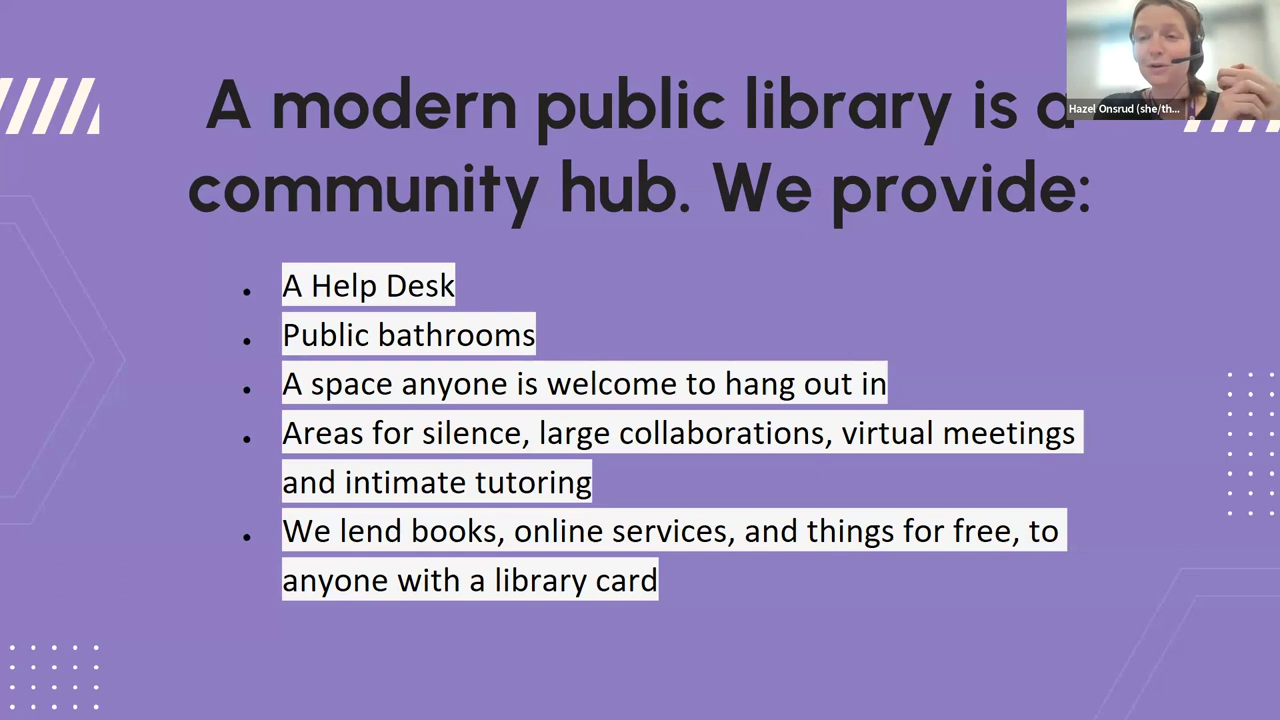 A modern public library is a
community hub. We provide:
Hazel Onsrud (she/th...
• A Help Desk
• Public bathrooms
• A space anyone is welcome to hang out in
• Areas for silence, large collaborations, virtual meetings
and intimate tutoring
• We lend books, online services, and things for free, to
anyone with a library card